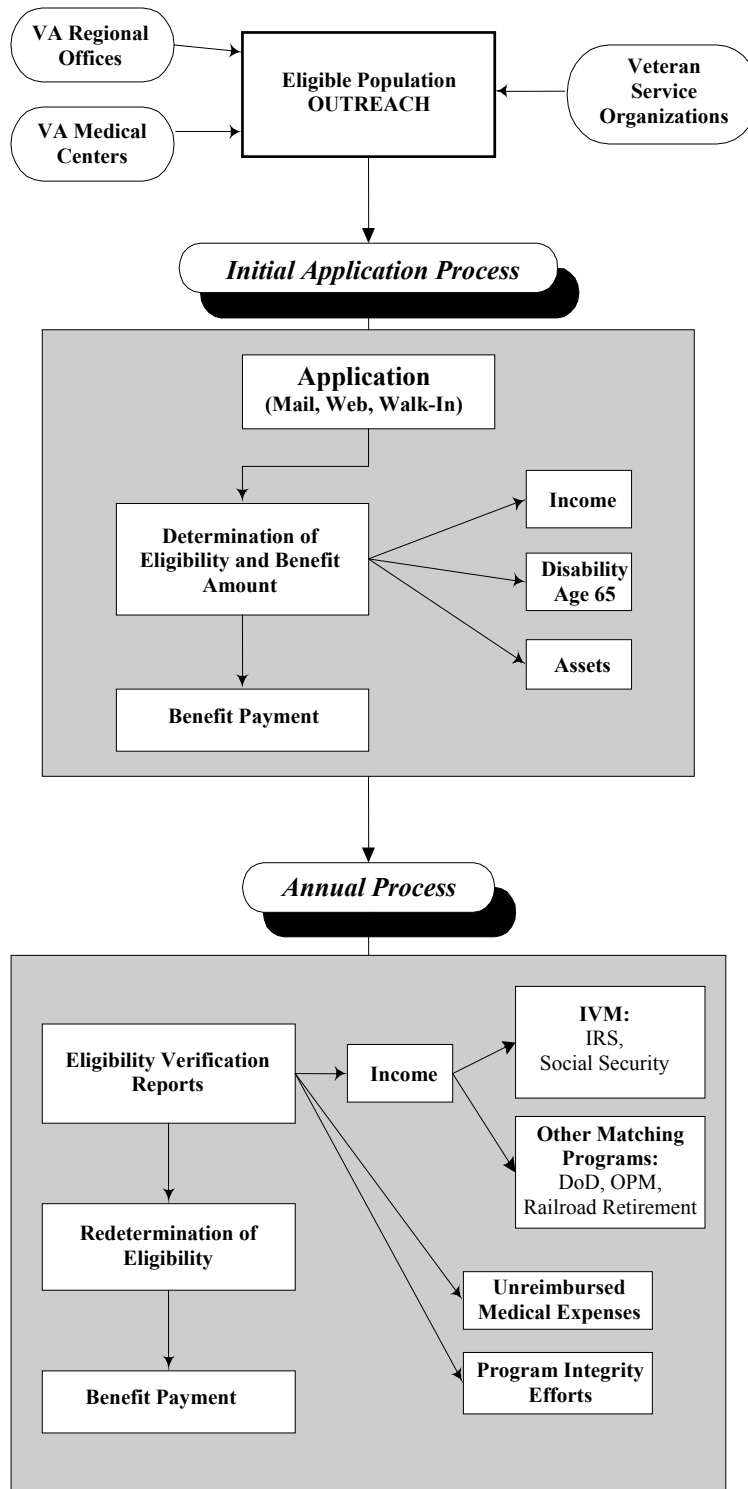 VA Regional
Offices
Eligible Population
OUTREACH
Veteran
Service
Organizations
VA Medical
Centers
Initial Application Process
Application
(Mail, Web, Walk-In)
Income
Determination of
Eligibility and Benefit
Amount
Disability
Age 65
Assets
Benefit Payment
Annual Process
Eligibility Verification
Reports
Income
IVM:
IRS,
Social Security
Other Matching
Programs:
DoD, OPM,
Railroad Retirement
Redetermination of
Eligibility
Unreimbursed
Medical Expenses
Benefit Payment
Program Integrity
Efforts